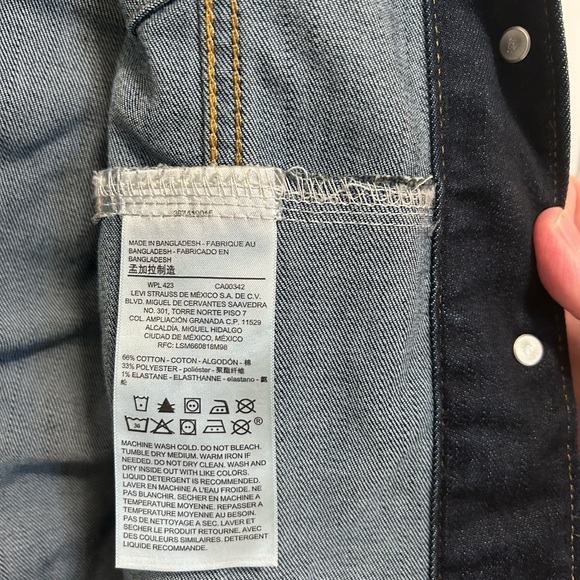 MADE IN BANGLADESH - FABRIQUE AU
BANGLADESH - FABRICADO EN
BANGLADESH
孟加拉制造
WPL 423 CA00342
LEVI STRAUSS DE MÉXICO S.A. DE C.V.
BLVD. MIGUEL DE CERVANTES SAAVEDRA
NO. 301, TORRE NORTE PISO 7
COL. AMPLIACIÓN GRANADA C.P. 11529
ALCALDÍA, MIGUEL HIDALGO
CIUDAD DE MÉXICO
RFC: LSM660818M98
66% COTTON - COTON - ALGODÓN - 棉
33% POLYESTER - poliéster - 聚酯纤维
1% ELASTANE - ELASTHANNE - elastano - 氨
纶
30
®
MACHINE WASH COLD. DO NOT BLEACH.
TUMBLE DRY MEDIUM. WARM IRON IF
NEEDED. DO NOT DRY CLEAN. WASH AND
DRY INSIDE OUT WITH LIKE COLORS.
LIQUID DETERGENT IS RECOMMENDED.
LAVER EN MACHINE A L'EAU FROIDE. NE
PAS BLANCHIR. SECHER EN MACHINE A
TEMPERATURE MOYENNE. REPASSER A
TEMPERATURE MOYENNE AU BESOIN.
PAS DE NETTOYAGE A SEC. LAVER ET
SECHER LE PRODUIT RETOURNE, AVEC
DES COULEURS SIMILAIRES. DETERGENT
LIQUIDE RECOMMANDE.